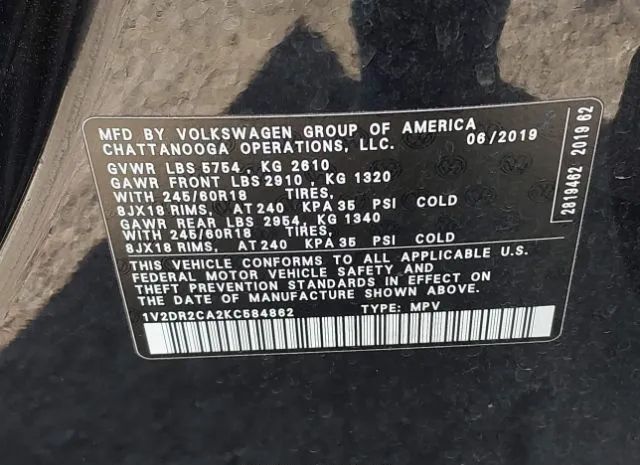 MFD BY VOLKSWAGEN GROUP OF AMERICA
CHATTANOOGA OPERATIONS, LLC. 06/2019
GVWR LBS 5754 , KG 2610
GAWR FRONT LBS 2910 , KG 1320
WITH 245/60R18 TIRES,
8JX18 RIMS, AT 240 KPA 35 PSI COLD
GAWR REAR LBS 2954, KG 1340
WITH 245/60R18 TIRES,
8JX18 RIMS, AT 240 KPA 35 PSI COLD
THIS VEHICLE CONFORMS TO ALL APPLICABLE U.S.
FEDERAL MOTOR VEHICLE SAFETY AND
THEFT PREVENTION STANDARDS IN EFFECT ON
THE DATE OF MANUFACTURE SHOWN ABOVE.
1V2DR2CA2KC584862 TYPE: MPV
2819462 2019 62